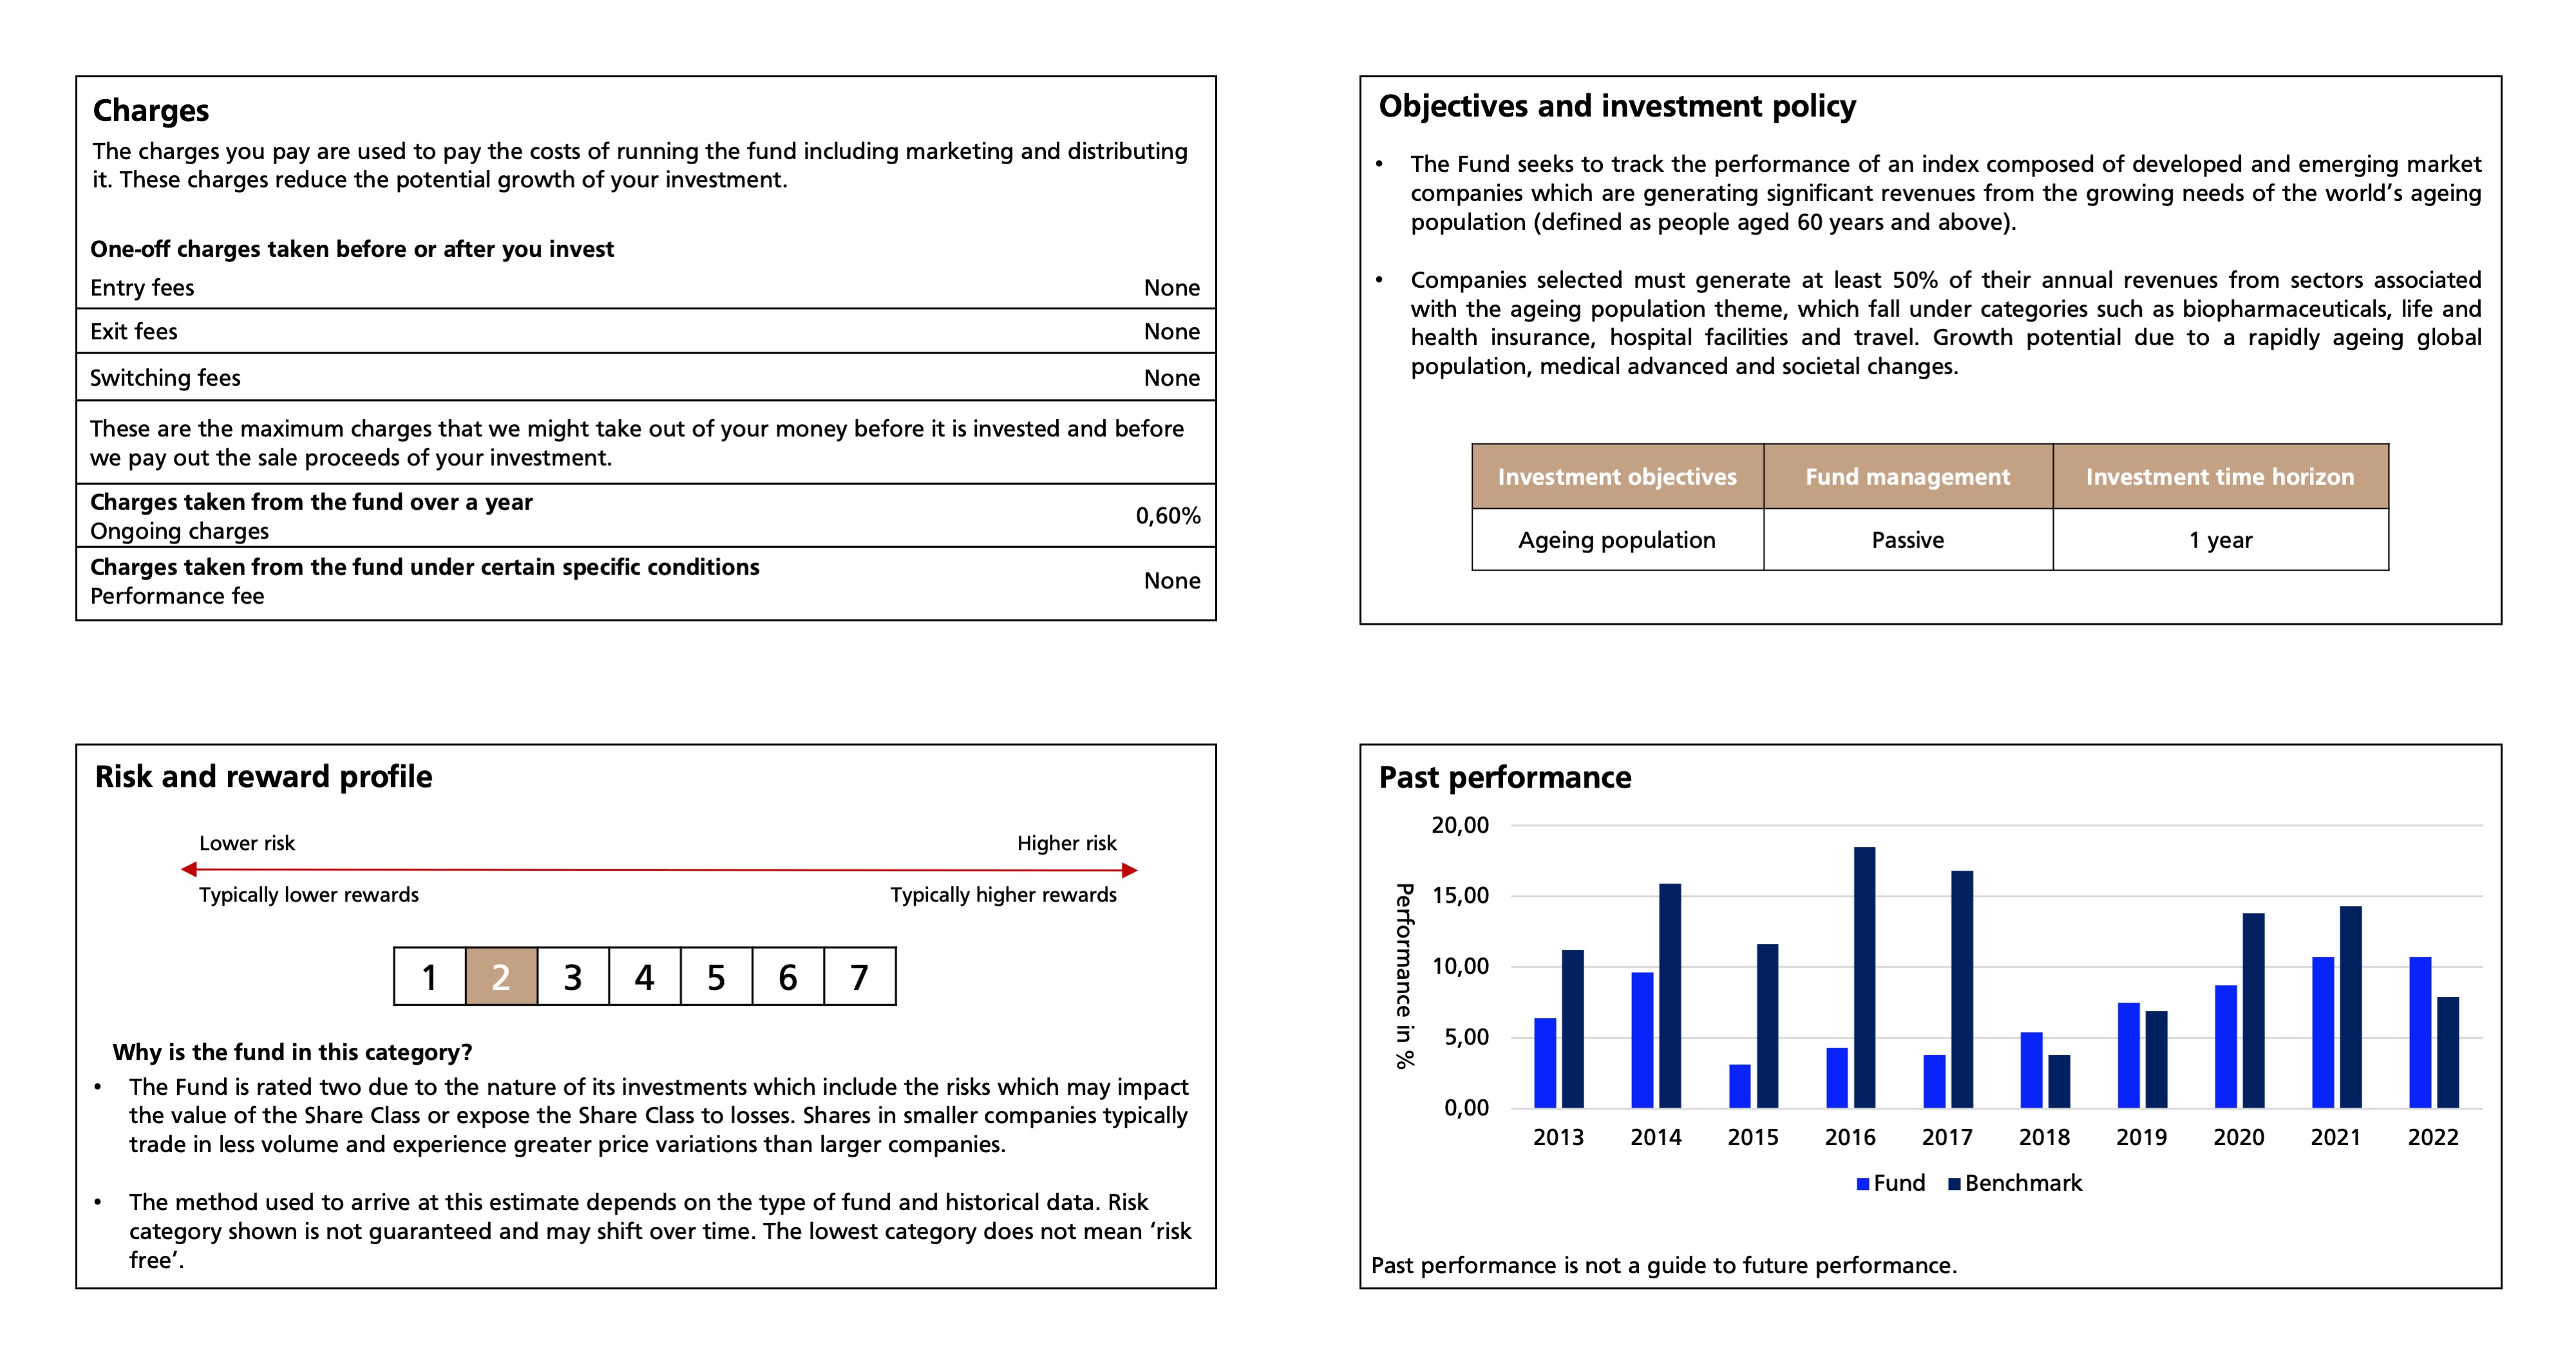 Charges
The charges you pay are used to pay the costs of running the fund including marketing and distributing
it. These charges reduce the potential growth of your investment.
One-off charges taken before or after you invest
Entry fees None
Exit fees None
Switching fees None
These are the maximum charges that we might take out of your money before it is invested and before
we pay out the sale proceeds of your investment.
Charges taken from the fund over a year
Ongoing charges 0,60%
Charges taken from the fund under certain specific conditions
Performance fee None
Objectives and investment policy
• The Fund seeks to track the performance of an index composed of developed and emerging market
companies which are generating significant revenues from the growing needs of the world’s ageing
population (defined as people aged 60 years and above).
• Companies selected must generate at least 50% of their annual revenues from sectors associated
with the ageing population theme, which fall under categories such as biopharmaceuticals, life and
health insurance, hospital facilities and travel. Growth potential due to a rapidly ageing global
population, medical advanced and societal changes.
Investment objectives Fund management Investment time horizon
Ageing population Passive 1 year
Risk and reward profile
Lower risk Higher risk
Typically lower rewards Typically higher rewards
1 2 3 4 5 6 7
Why is the fund in this category?
• The Fund is rated two due to the nature of its investments which include the risks which may impact
the value of the Share Class or expose the Share Class to losses. Shares in smaller companies typically
trade in less volume and experience greater price variations than larger companies.
• The method used to arrive at this estimate depends on the type of fund and historical data. Risk
category shown is not guaranteed and may shift over time. The lowest category does not mean ‘risk
free’.
Past performance
Performance in %
20,00
15,00
10,00
5,00
0,00
2013 2014 2015 2016 2017 2018 2019 2020 2021 2022
Fund Benchmark
Past performance is not a guide to future performance.